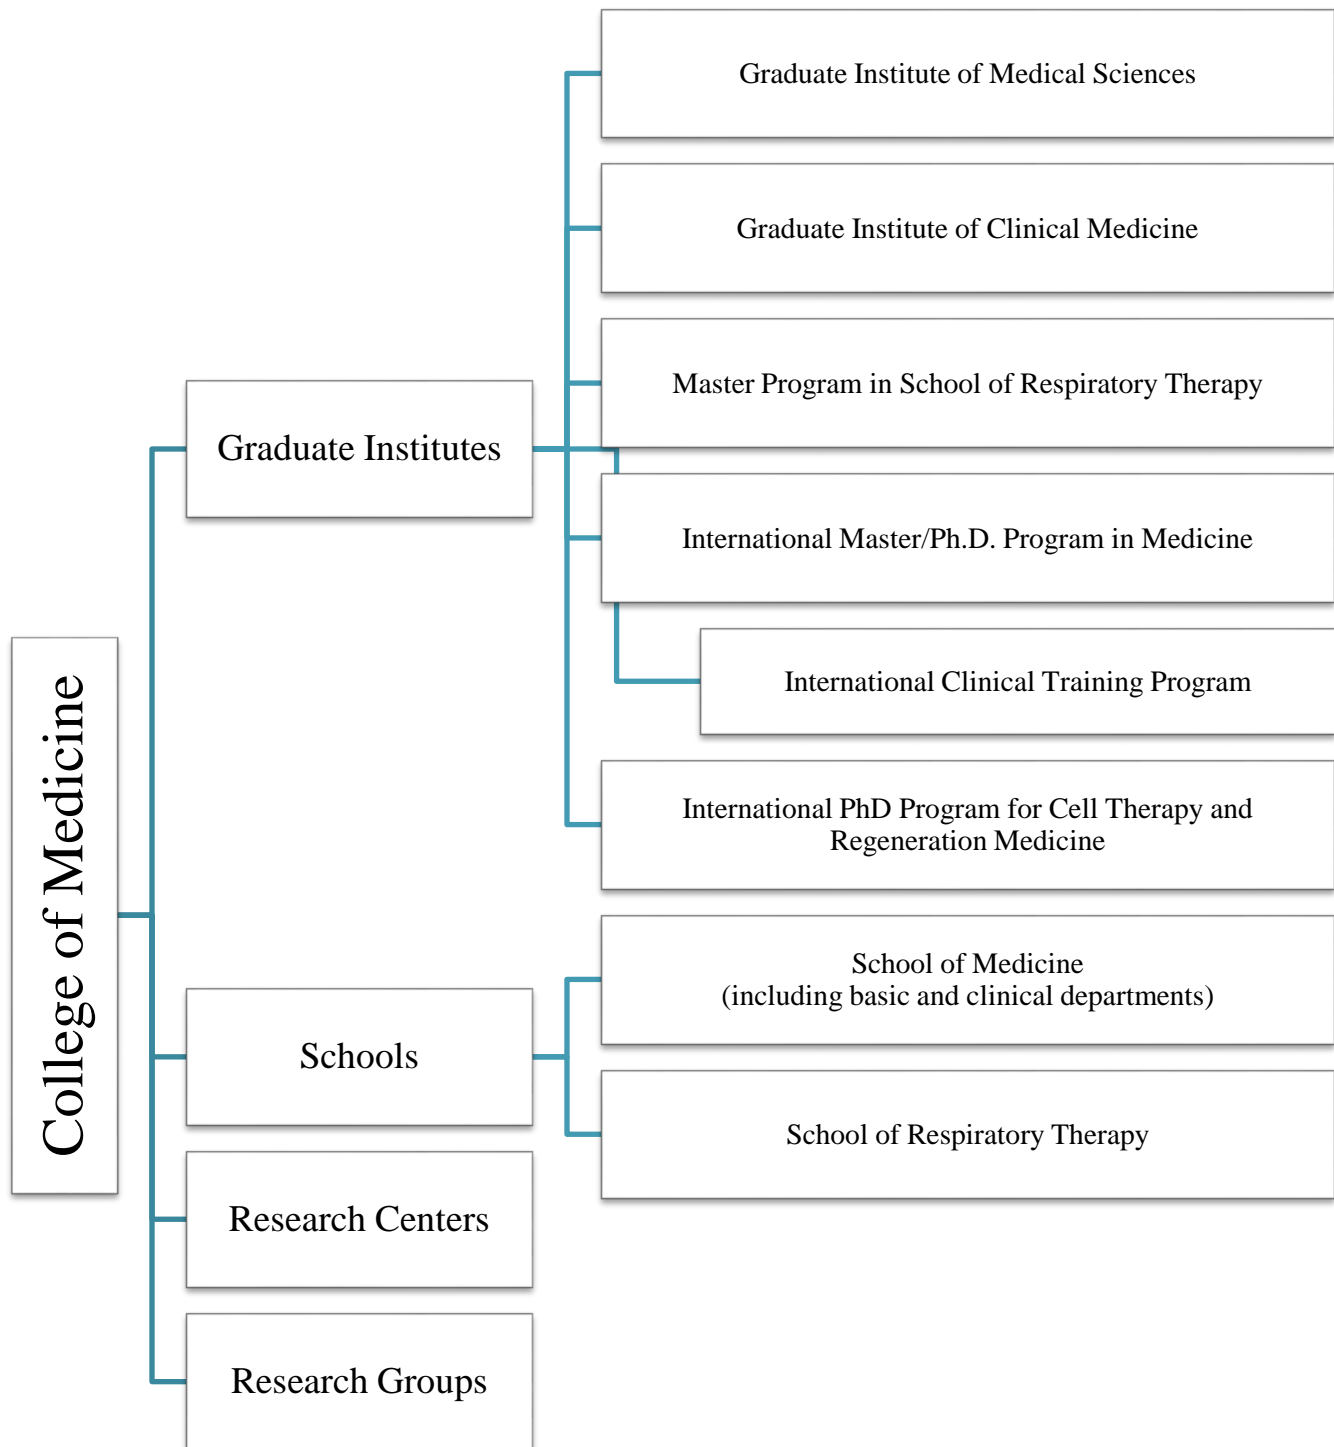 College of Medicine
Graduate Institutes
Graduate Institute of Medical Sciences
Graduate Institute of Clinical Medicine
Master Program in School of Respiratory Therapy
International Master/Ph.D. Program in Medicine
International Clinical Training Program
International PhD Program for Cell Therapy and
Regeneration Medicine
Schools
School of Medicine
(including basic and clinical departments)
School of Respiratory Therapy
Research Centers
Research Groups